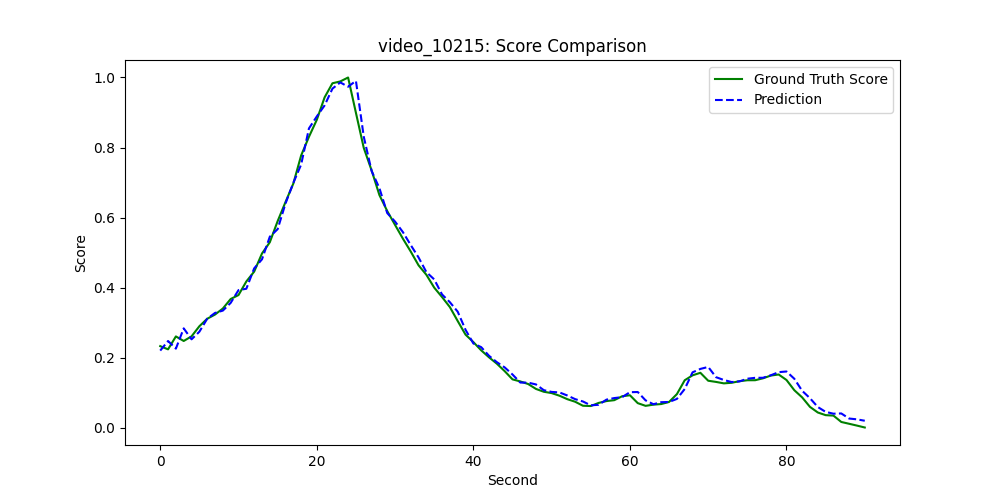 video_10215: Score Comparison
Ground Truth Score
Prediction
1.0
0.8
0.6
0.4
0.2
0.0
Score
0 20 40 60 80
Second